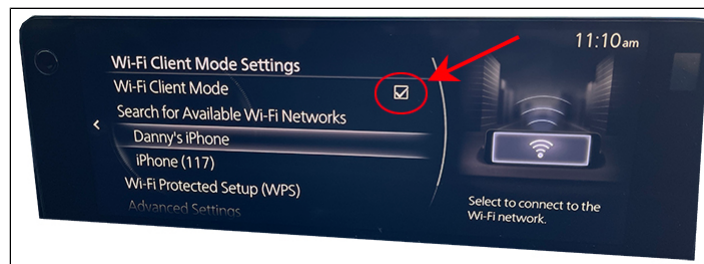 11:10am
Wi-Fi Client Mode Settings
Wi-Fi Client Mode
Search for Available Wi-Fi Networks
Danny's iPhone
iPhone (117)
Wi-Fi Protected Setup (WPS)
Advanced Settings
Select to connect to the
Wi-Fi network.